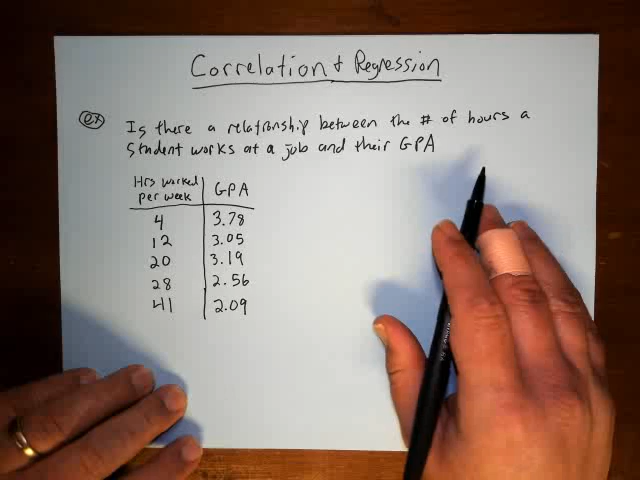 Correlation & Regression
ex Is there a relationship between the # of hours a
student works at a job and their GPA
Hrs worked per week GPA
4 3.78
12 3.05
20 3.19
28 2.56
41 2.09